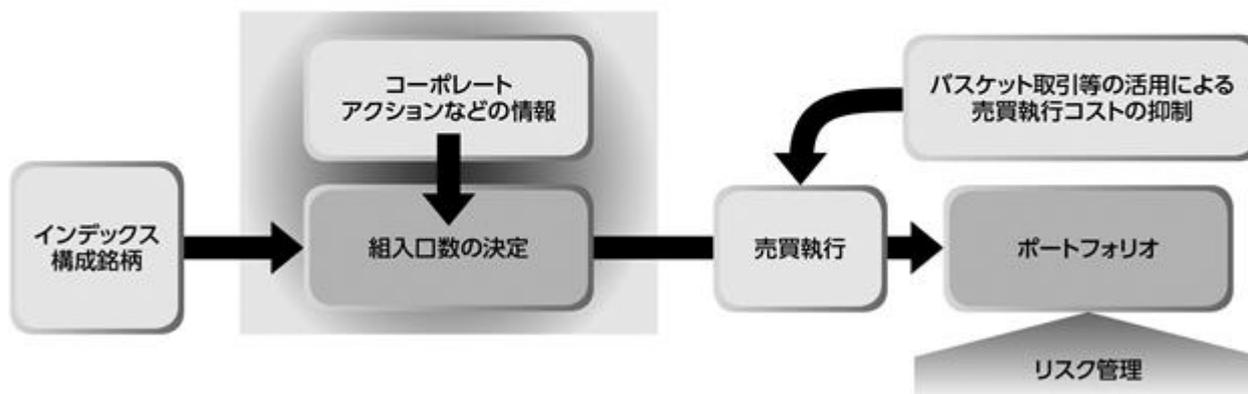 コーポレート
アクションなどの情報
バスケット取引等の活用による
売買執行コストの抑制
インデックス
構成銘柄
組入口数の決定
売買執行
ポートフォリオ
リスク管理